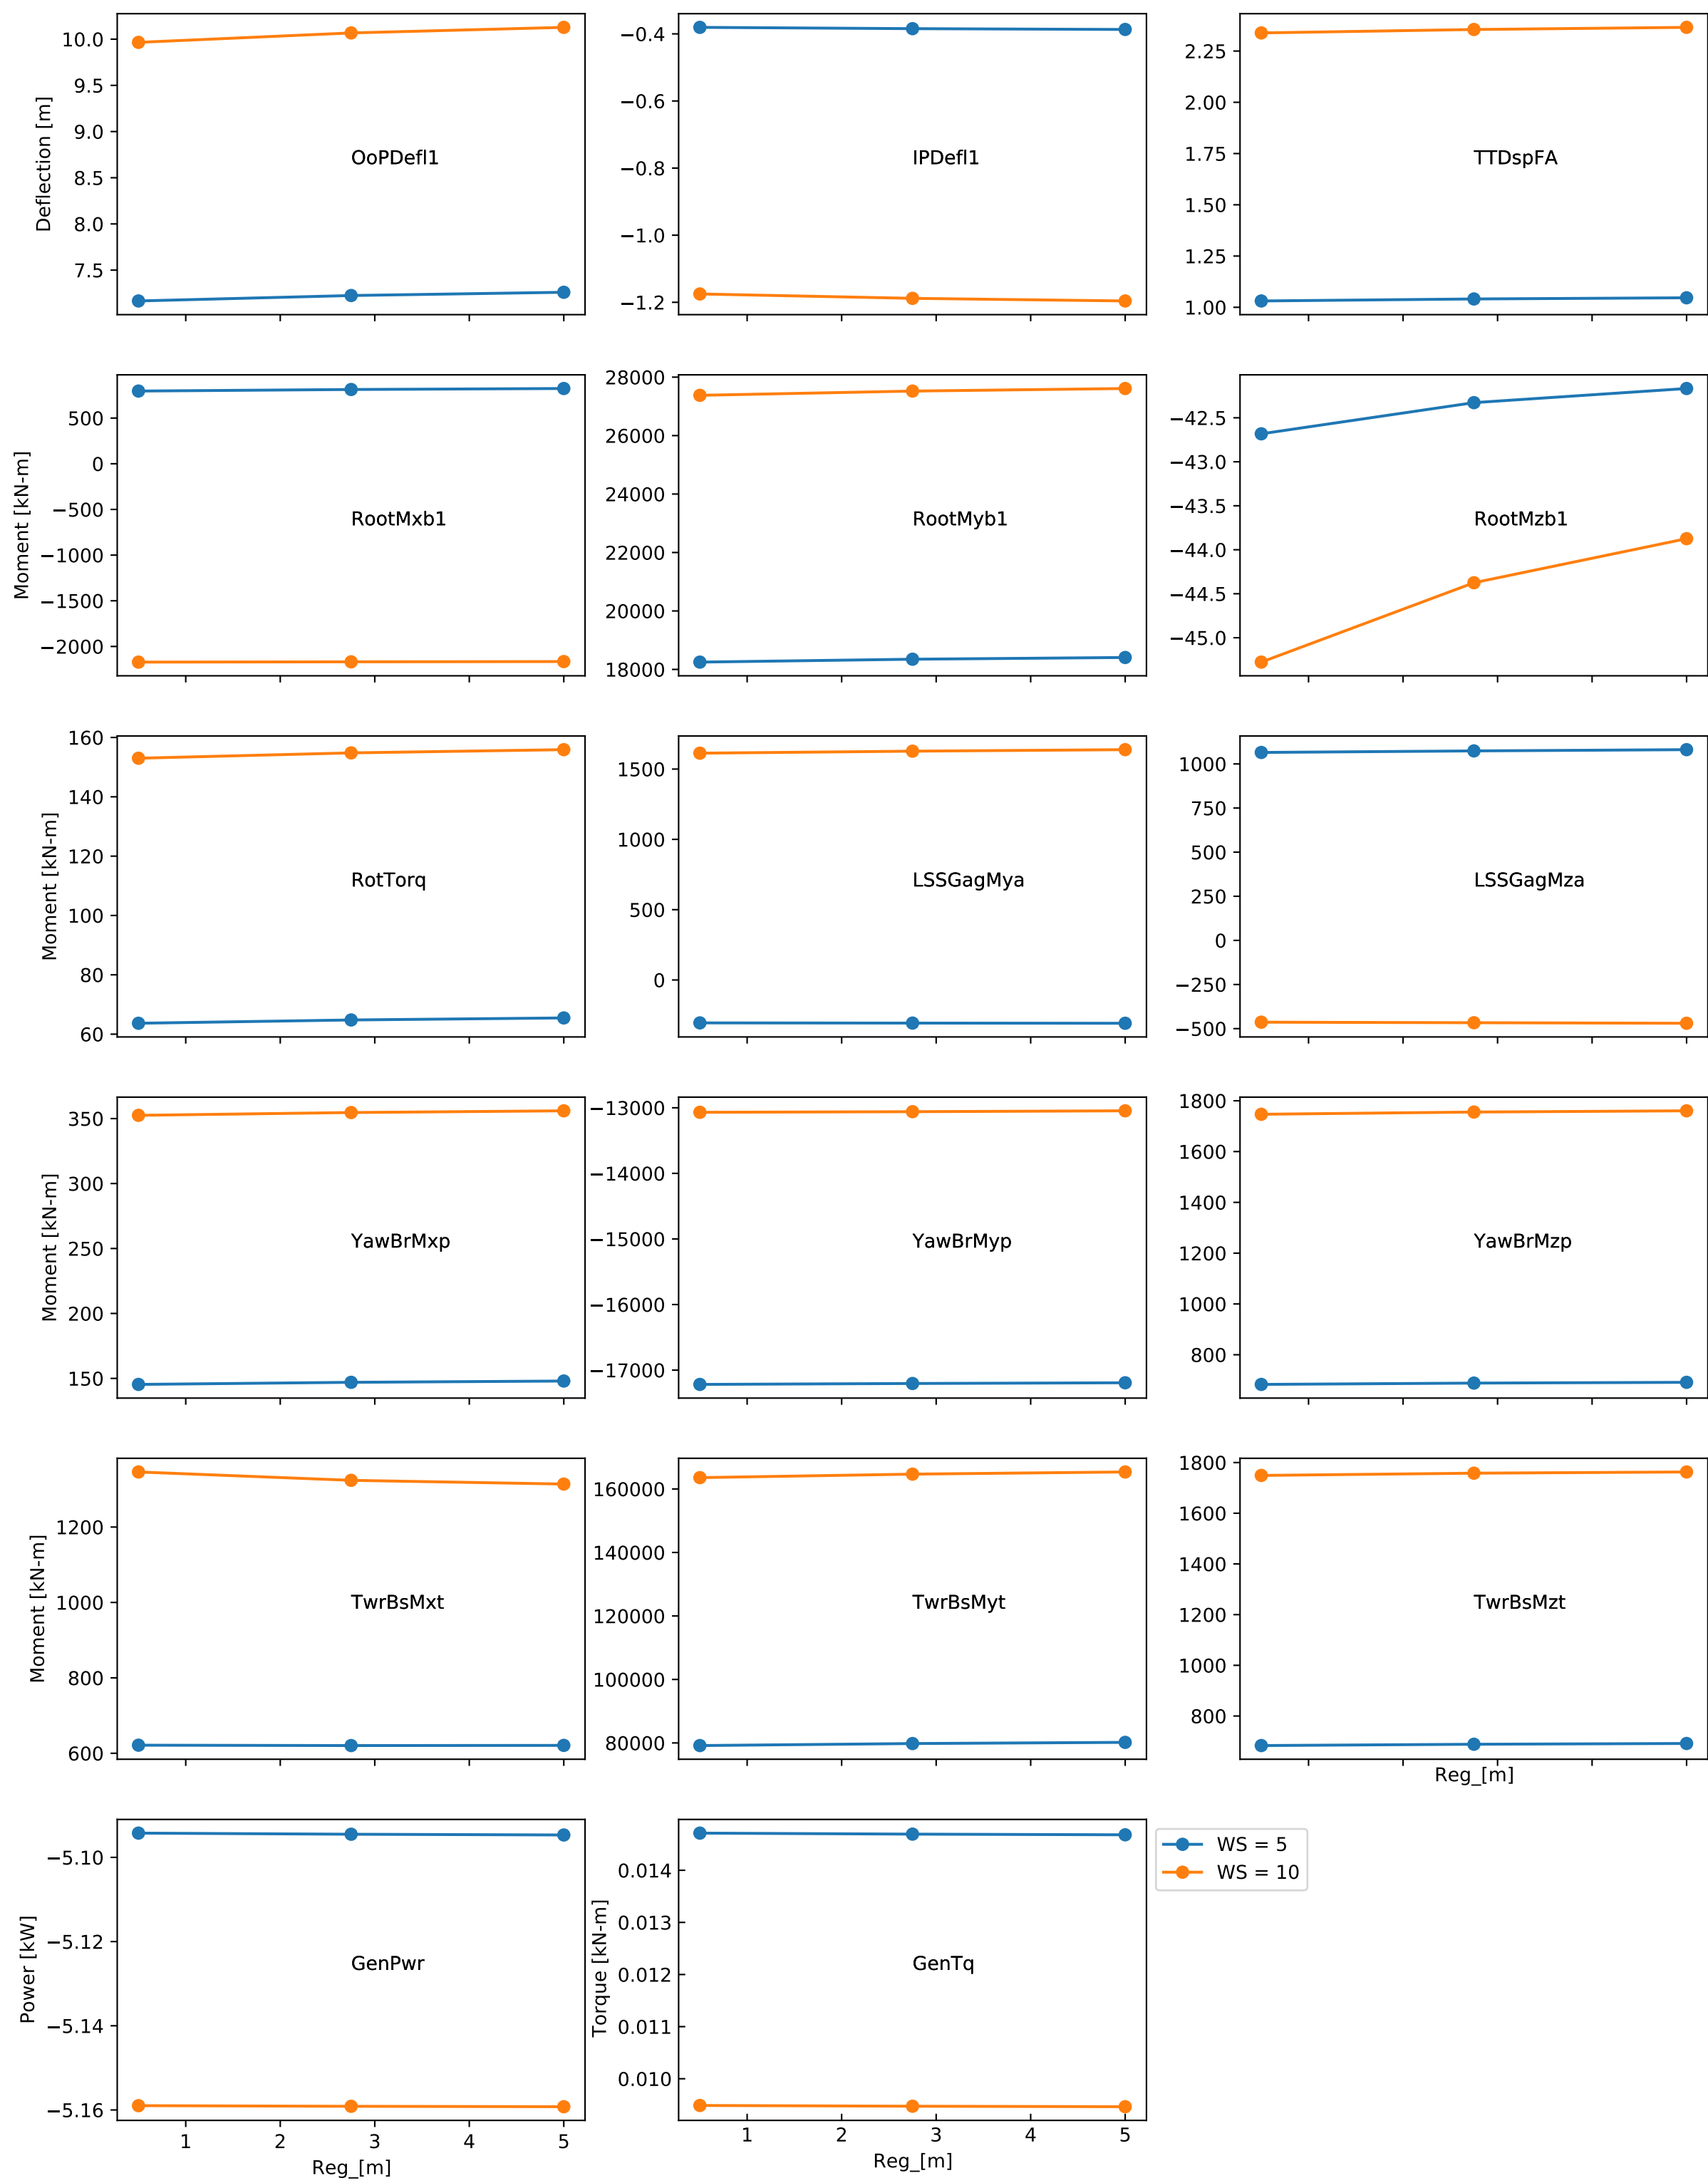 Deflection [m]
10.0
9.5
9.0
8.5
8.0
7.5
OoPDefl1
−0.4
−0.6
−0.8
−1.0
−1.2
IPDefl1
2.25
2.00
1.75
1.50
1.25
1.00
TTDspFA
Moment [kN-m]
500
0
−500
−1000
−1500
−2000
RootMxb1
28000
26000
24000
22000
20000
18000
RootMyb1
−42.5
−43.0
−43.5
−44.0
−44.5
−45.0
RootMzb1
Moment [kN-m]
160
140
120
100
80
60
RotTorq
1500
1000
500
0
LSSGagMya
1000
750
500
250
0
−250
−500
LSSGagMza
Moment [kN-m]
350
300
250
200
150
YawBrMxp
−13000
−14000
−15000
−16000
−17000
YawBrMyp
1800
1600
1400
1200
1000
800
YawBrMzp
Moment [kN-m]
1200
1000
800
600
TwrBsMxt
160000
140000
120000
100000
80000
TwrBsMyt
1800
1600
1400
1200
1000
800
TwrBsMzt
Reg_[m]
Power [kW]
−5.10
−5.12
−5.14
−5.16
GenPwr
1 2 3 4 5
Reg_[m]
Torque [kN-m]
0.014
0.013
0.012
0.011
0.010
GenTq
1 2 3 4 5
Reg_[m]
WS = 5
WS = 10